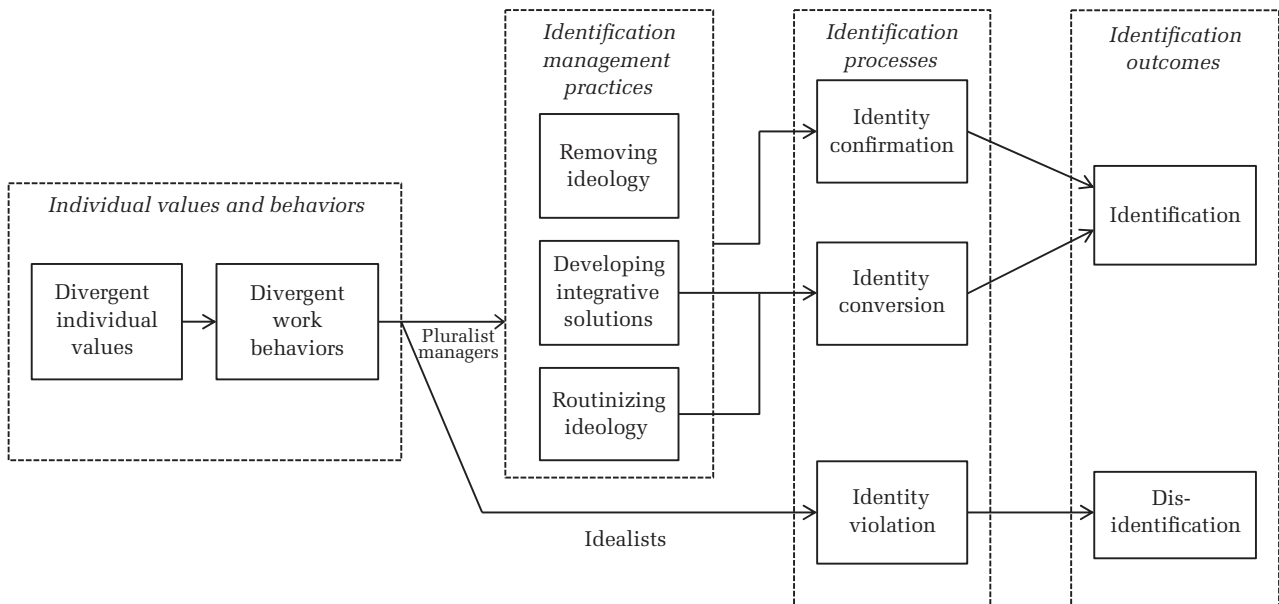 Individual values and behaviors
Divergent
individual
values
Divergent
work
behaviors
Pluralist
managers
Idealists
Identification
management
practices
Removing
ideology
Developing
integrative
solutions
Routinizing
ideology
Identification
processes
Identity
confirmation
Identity
conversion
Identity
violation
Identification
outcomes
Identification
Dis-
identification